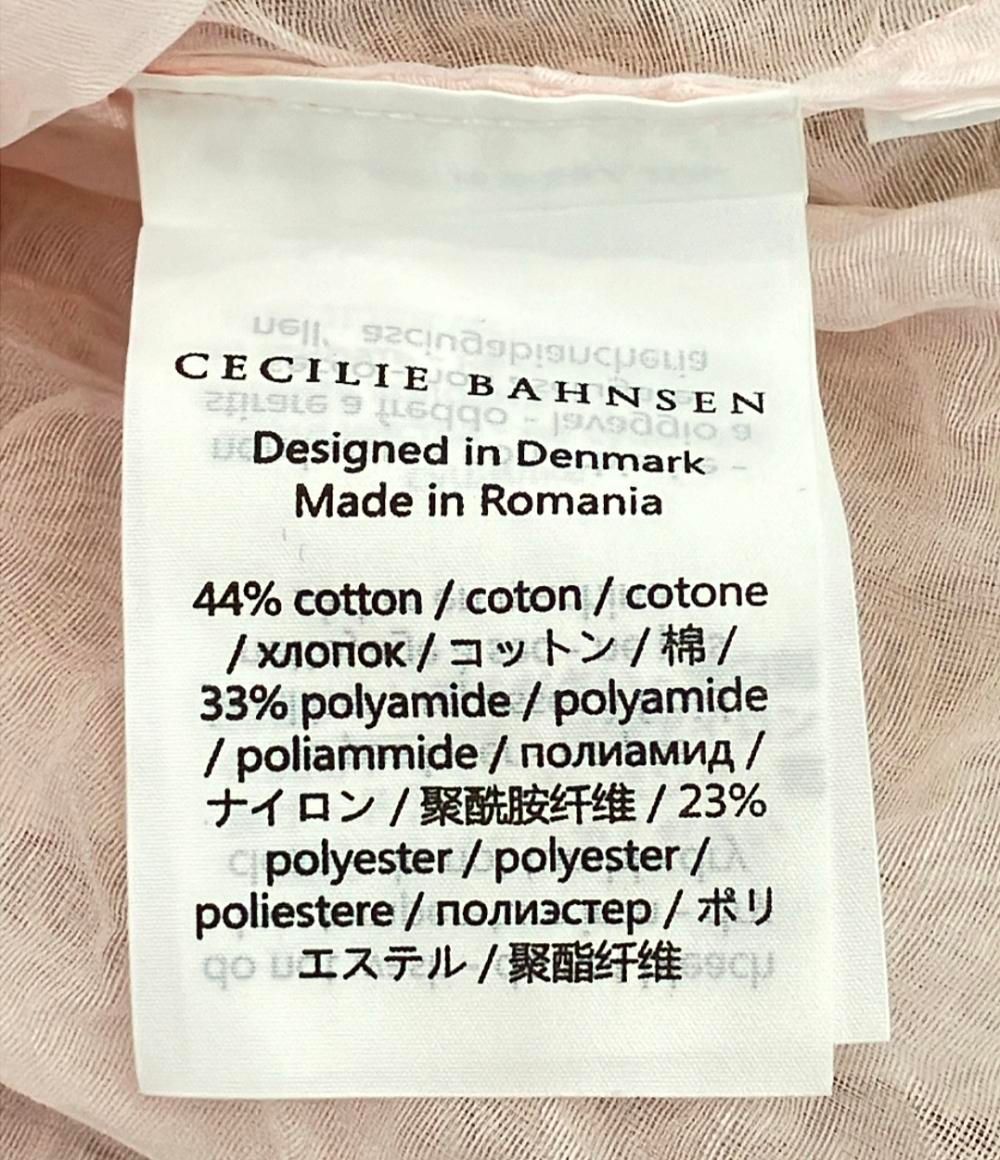 CECILIE BAHNSEN
Designed in Denmark
Made in Romania
44% cotton / coton / cotone
/ хлопок / コットン / 棉 /
33% polyamide / polyamide
/ poliammide / полиамид /
ナイロン / 聚酰胺纤维 / 23%
polyester / polyester /
poliestere / полиэстер / ポリ
エステル / 聚酯纤维